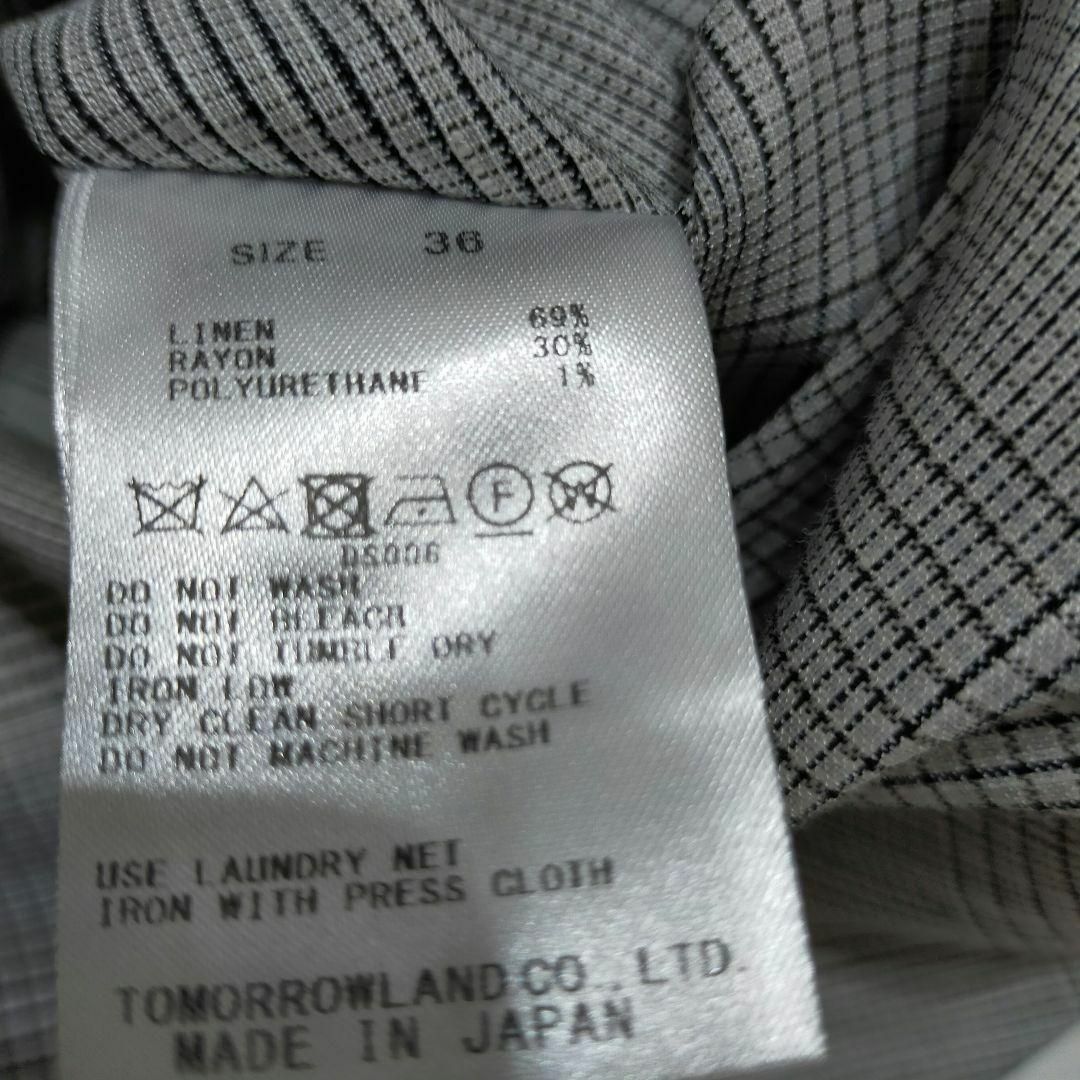 SIZE 36
LINEN 69%
RAYON 30%
POLYURETHANE 1%
F W
DS006
DO NOT WASH
DO NOT BLEACH
DO NOT TUMBLE DRY
IRON LOW
DRY CLEAN SHORT CYCLE
DO NOT MACHINE WASH
USE LAUNDRY NET
IRON WITH PRESS CLOTH
TOMORROWLAND CO., LTD.
MADE IN JAPAN